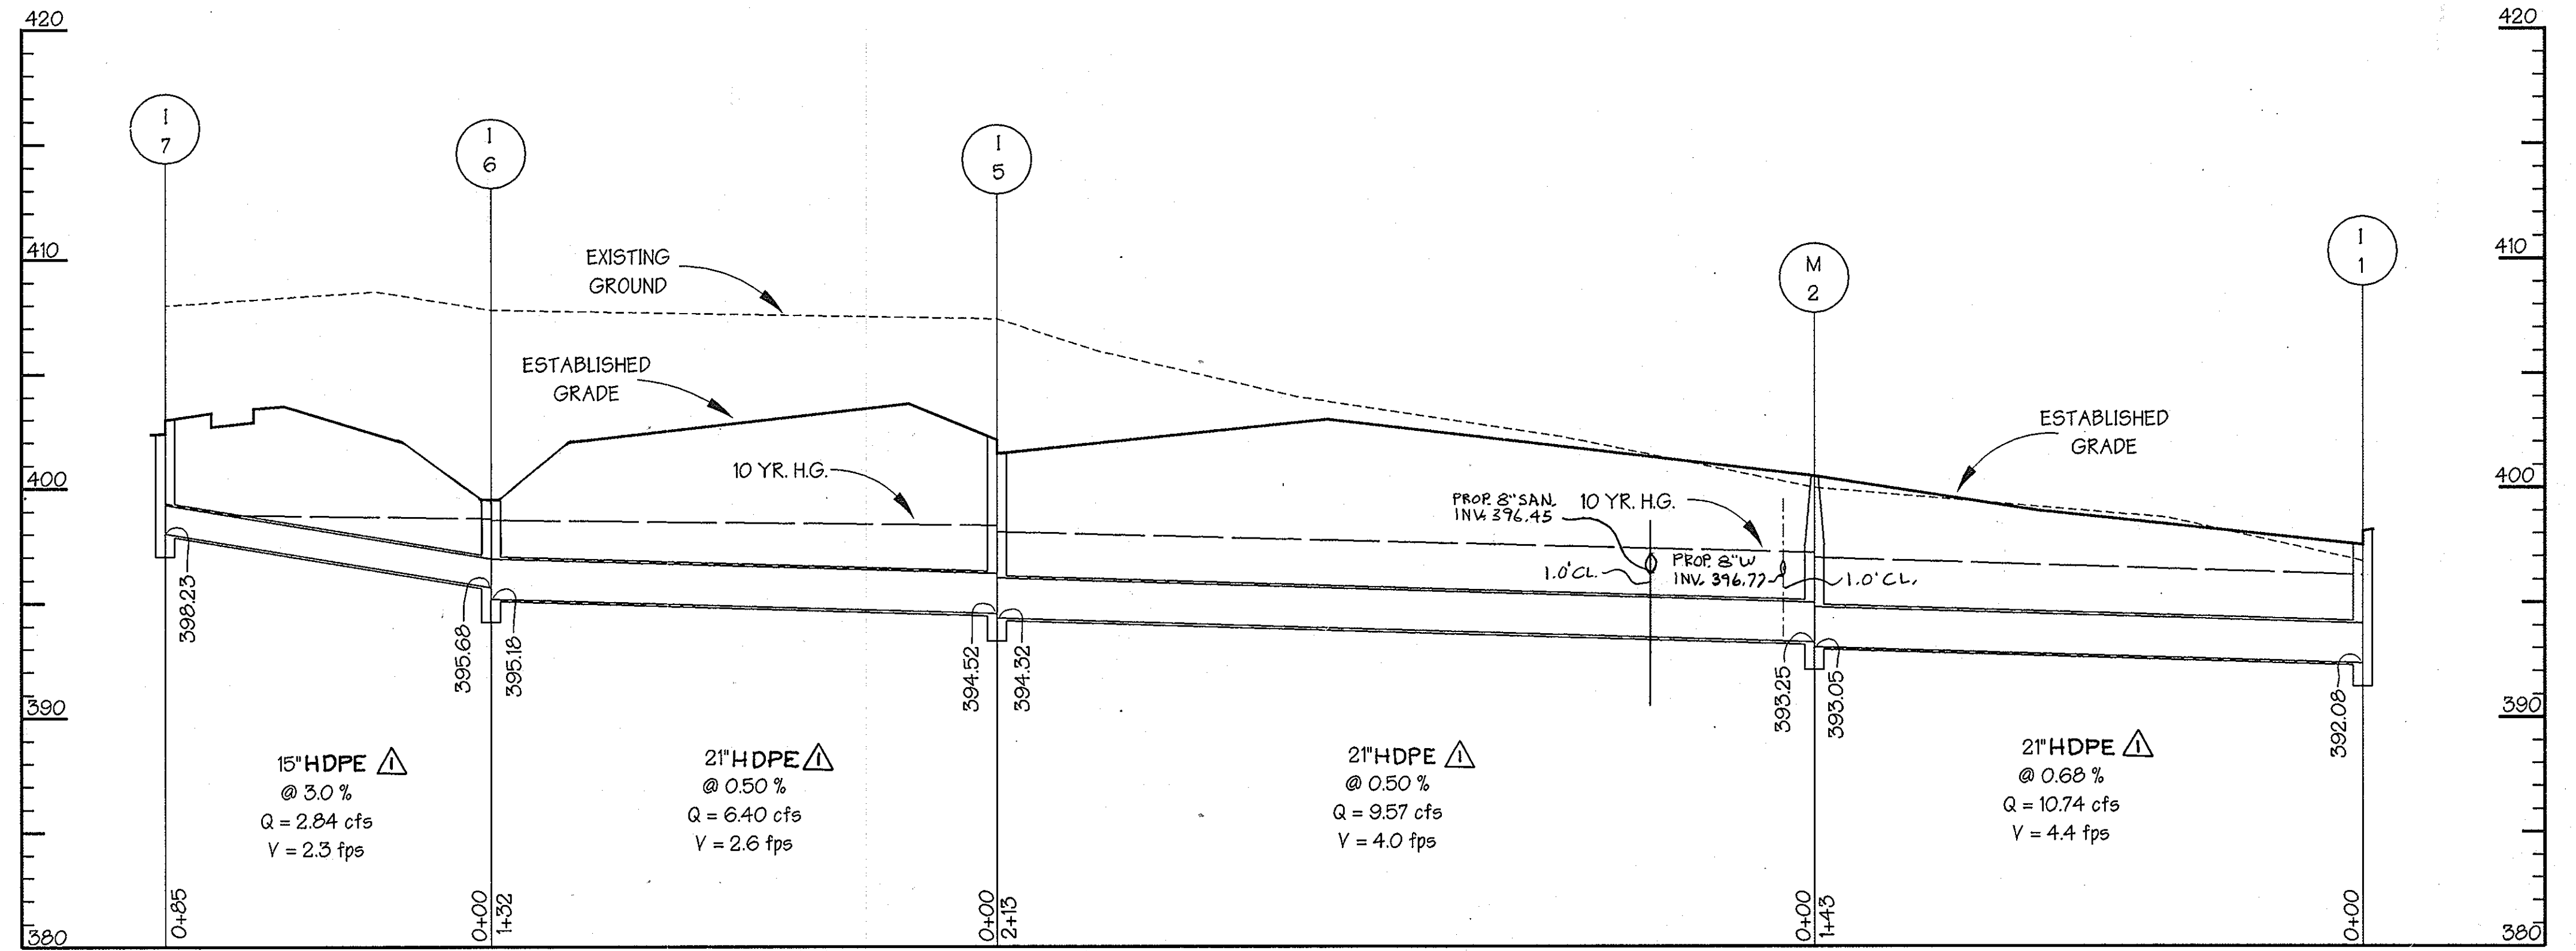 420
420
I
7
I
6
I
5
M
2
I
1
410
410
EXISTING
GROUND
ESTABLISHED
GRADE
ESTABLISHED
GRADE
10 YR. H.G.
400
400
PROP. 8" SAN.
INV. 396.45
10 YR. H.G.
1.0' CL.
PROP. 8" W
INV. 396.77
1.0' CL.
398.23
395.68
395.18
394.52
394.32
393.25
393.05
392.08
390
390
15" HDPE 1
@ 3.0 %
Q = 2.84 cfs
V = 2.3 fps
21" HDPE 1
@ 0.50 %
Q = 6.40 cfs
V = 2.6 fps
21" HDPE 1
@ 0.50 %
Q = 9.57 cfs
V = 4.0 fps
21" HDPE 1
@ 0.68 %
Q = 10.74 cfs
V = 4.4 fps
0+85
0+00
1+32
0+00
2+13
0+00
1+43
0+00
380
380